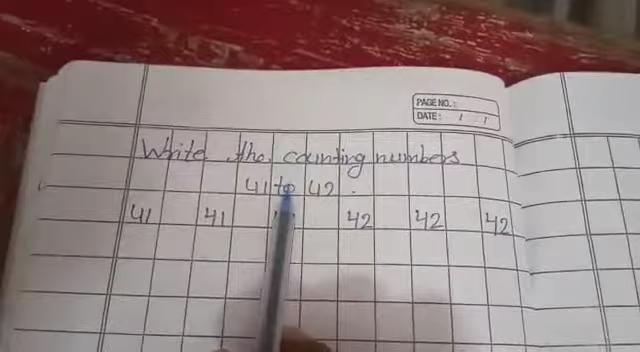 PAGE NO.:
DATE: / /
Write the counting numbers
41 to 42.
41 41 42 42 42